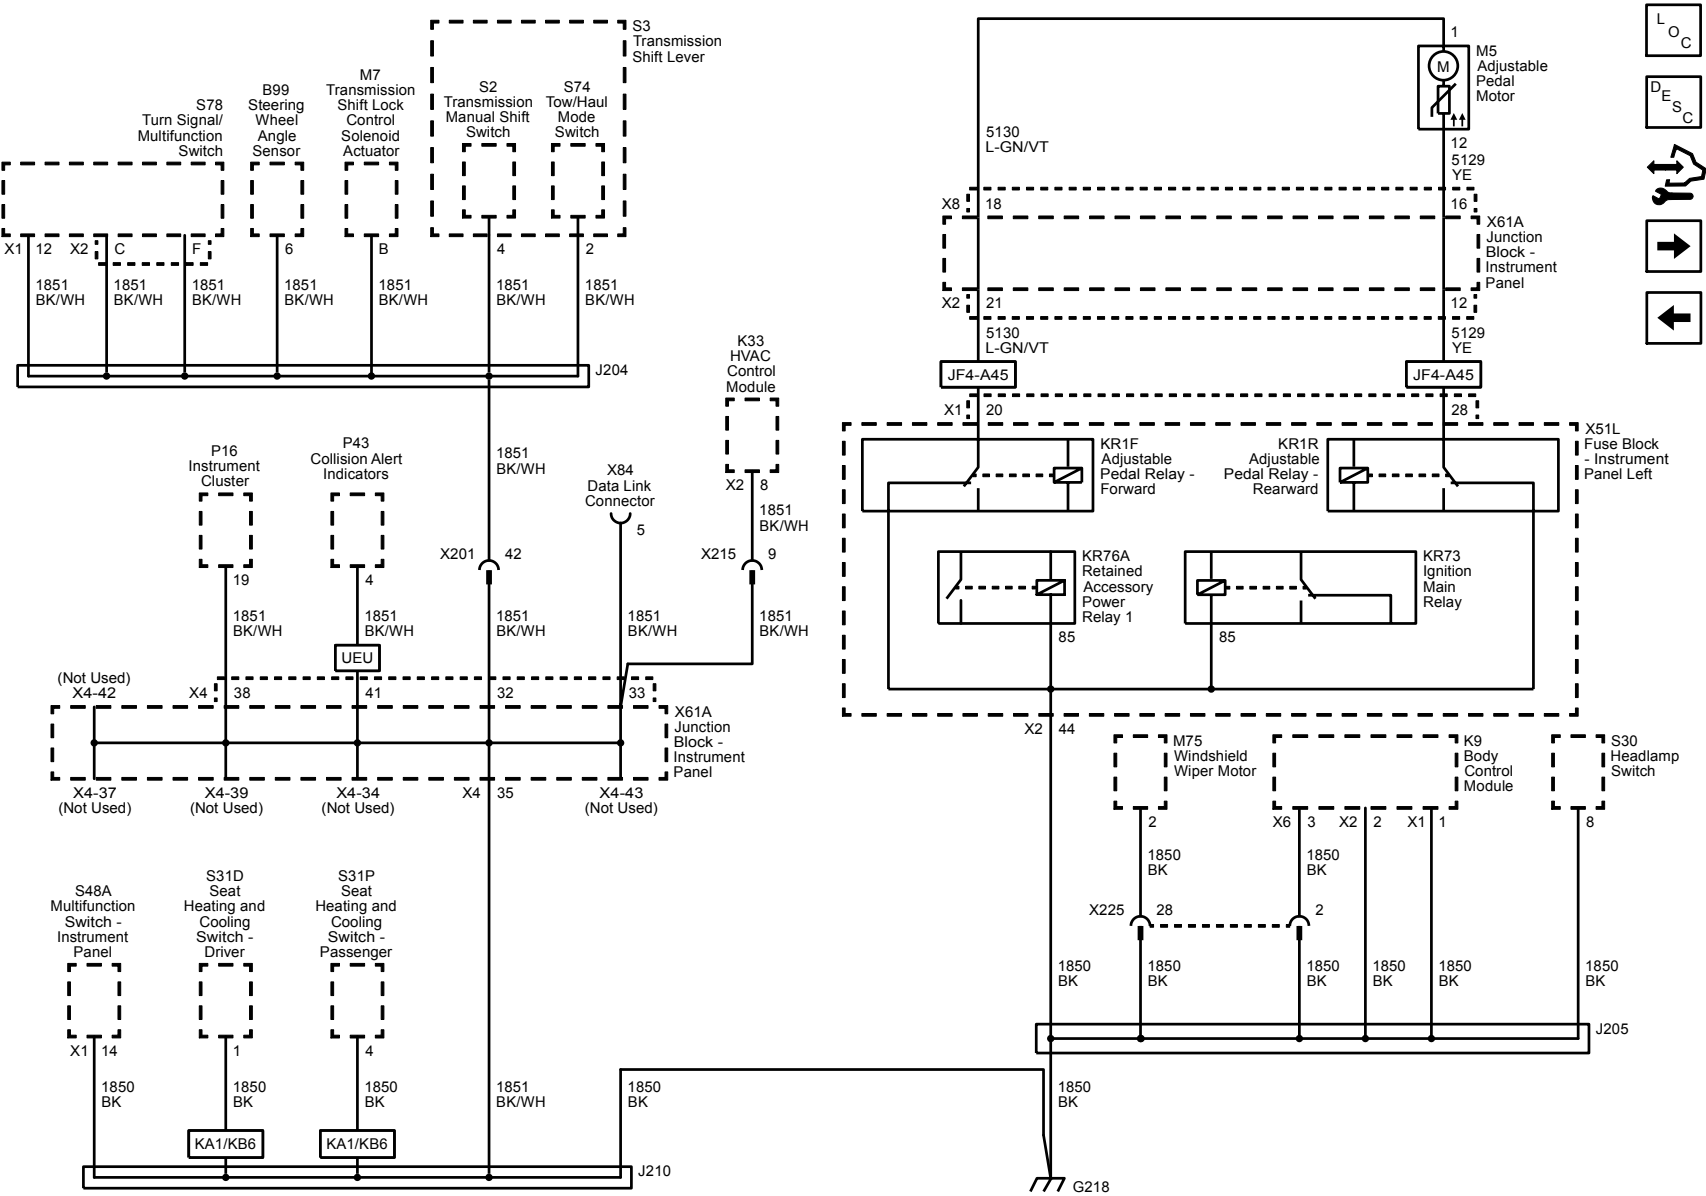 S3
Transmission
Shift Lever
S78
Turn Signal/
Multifunction
Switch
B99
Steering
Wheel
Angle
Sensor
M7
Transmission
Shift Lock
Control
Solenoid
Actuator
S2
Transmission
Manual Shift
Switch
S74
Tow/Haul
Mode
Switch
X1 12
X2 C
F
6
B
4
2
1851
BK/WH
1851
BK/WH
1851
BK/WH
1851
BK/WH
1851
BK/WH
1851
BK/WH
1851
BK/WH
J204
K33
HVAC
Control
Module
X2 8
1851
BK/WH
X215 9
1851
BK/WH
P16
Instrument
Cluster
P43
Collision Alert
Indicators
1851
BK/WH
X84
Data Link
Connector
5
X201 42
19
4
1851
BK/WH
1851
BK/WH
1851
BK/WH
1851
BK/WH
UEU
(Not Used)
X4-42
X4 38
41
32
33
X61A
Junction
Block -
Instrument
Panel
X4-37
(Not Used)
X4-39
(Not Used)
X4-34
(Not Used)
X4 35
X4-43
(Not Used)
S48A
Multifunction
Switch -
Instrument
Panel
S31D
Seat
Heating and
Cooling
Switch -
Driver
S31P
Seat
Heating and
Cooling
Switch -
Passenger
X1 14
1
4
1850
BK
1850
BK
1850
BK
1851
BK/WH
1850
BK
KA1/KB6
KA1/KB6
J210
1
M5
Adjustable
Pedal
Motor
M
12
5130
L-GN/VT
5129
YE
X8 18
16
X61A
Junction
Block -
Instrument
Panel
X2 21
12
5130
L-GN/VT
5129
YE
JF4-A45
JF4-A45
X1 20
28
X51L
Fuse Block
- Instrument
Panel Left
KR1F
Adjustable
Pedal Relay -
Forward
KR1R
Adjustable
Pedal Relay -
Rearward
KR76A
Retained
Accessory
Power
Relay 1
KR73
Ignition
Main
Relay
85
85
X2 44
M75
Windshield
Wiper Motor
K9
Body
Control
Module
S30
Headlamp
Switch
2
X6 3
X2 2
X1 1
8
1850
BK
1850
BK
X225 28
2
1850
BK
1850
BK
1850
BK
1850
BK
1850
BK
1850
BK
J205
1850
BK
G218
L
O
C
D
E
S
C